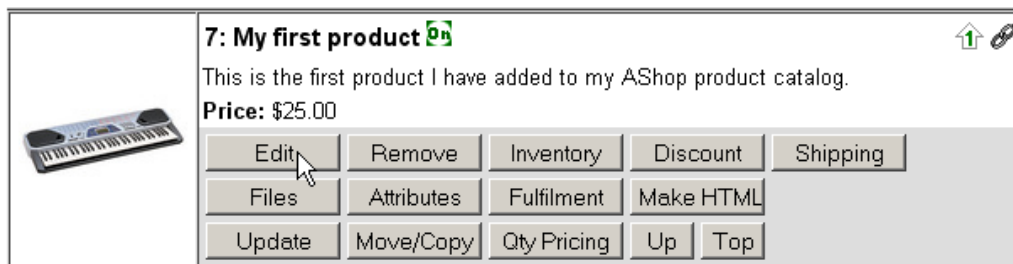 7: My first product On
1
This is the first product I have added to my AShop product catalog.
Price: $25.00
Edit Remove Inventory Discount Shipping
Files Attributes Fulfilment Make HTML
Update Move/Copy Qty Pricing Up Top